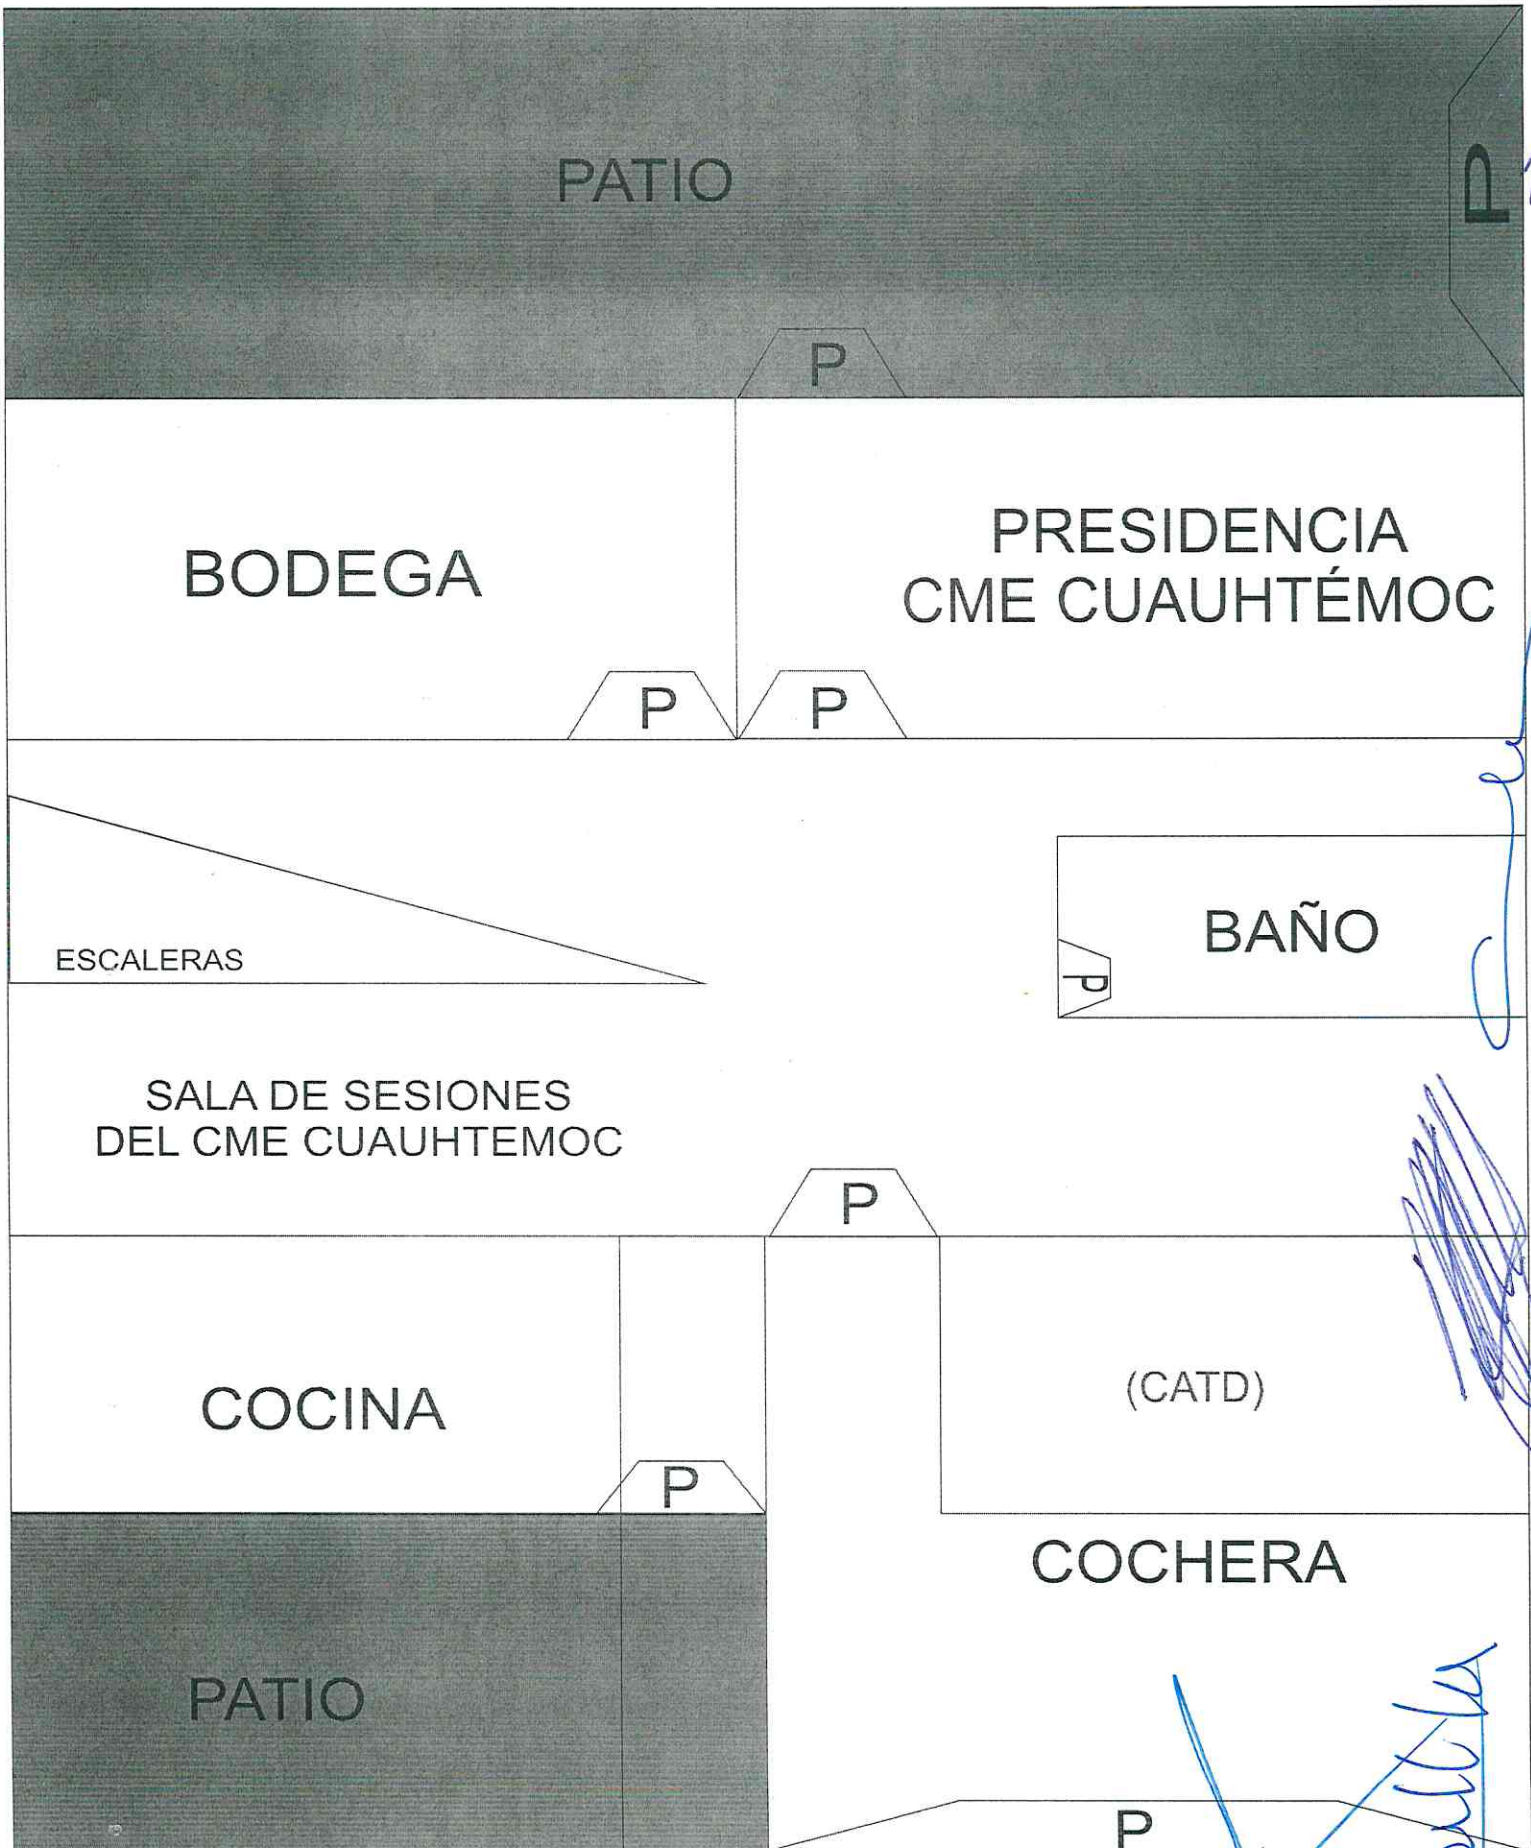 PATIO
P
P
BODEGA
PRESIDENCIA
CME CUAUHTÉMOC
P
P
ESCALERAS
BAÑO
P
SALA DE SESIONES
DEL CME CUAUHTEMOC
P
COCINA
(CATD)
P
COCHERA
PATIO
P